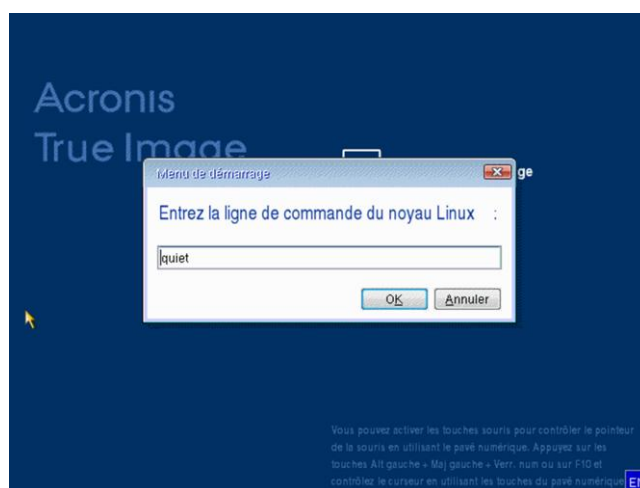 Acronis
True Image
Menu de démarrage
ge
Entrez la ligne de commande du noyau Linux :
quiet
OK
Annuler
Vous pouvez activer les touches souris pour contrôler le pointeur
de la souris en utilisant le pavé numérique. Appuyez sur les
touches Alt gauche + Maj gauche + Verr. num ou sur F10 et
contrôlez le curseur en utilisant les touches du pavé numérique